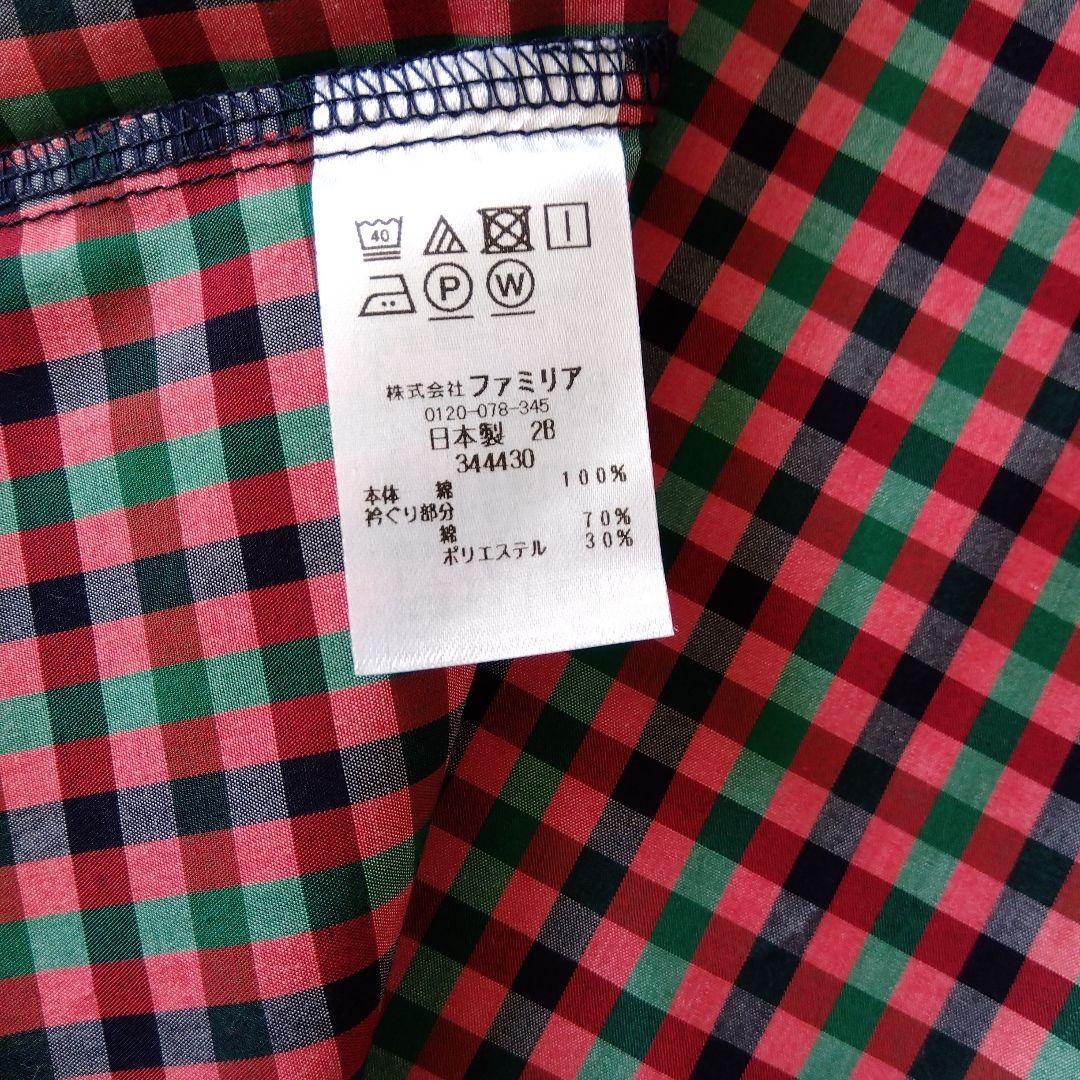 40
P W
株式会社 ファミリア
0120-078-345
日本製 2B
344430
本体 綿 100%
衿ぐり部分
綿 70%
ポリエステル 30%